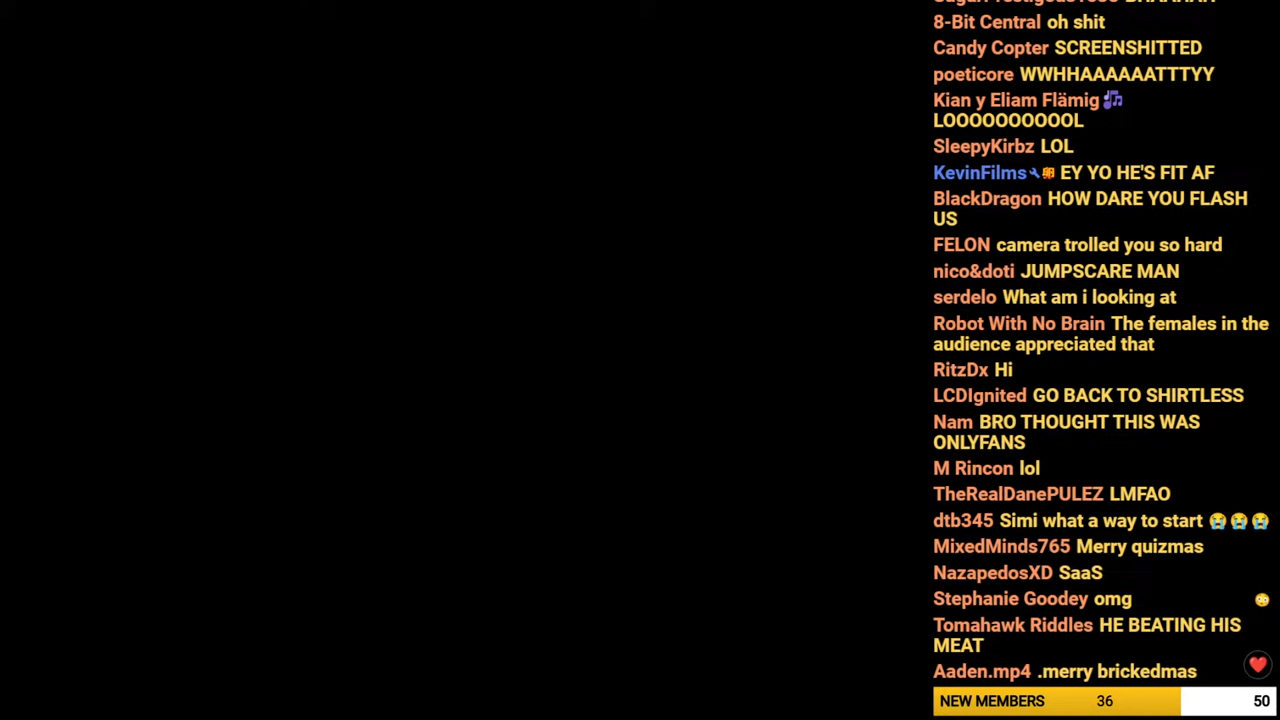 8-Bit Central oh shit
Candy Copter SCREENSHITTED
poeticore WWHHAAAAAATTTYY
Kian y Eliam Flämig🎶
LOOOOOOOOOOL
SleepyKirbz LOL
KevinFilms EY YO HE'S FIT AF
BlackDragon HOW DARE YOU FLASH
US
FELON camera trolled you so hard
nico&doti JUMPSCARE MAN
serdelo What am i looking at
Robot With No Brain The females in the
audience appreciated that
RitzDx Hi
LCDIgnited GO BACK TO SHIRTLESS
Nam BRO THOUGHT THIS WAS
ONLYFANS
M Rincon lol
TheRealDanePULEZ LMFAO
dtb345 Simi what a way to start 😭😭😭
MixedMinds765 Merry quizmas
NazapedosXD SaaS
Stephanie Goodey omg
Tomahawk Riddles HE BEATING HIS
MEAT
Aaden.mp4 .merry brickedmas
NEW MEMBERS 36 50